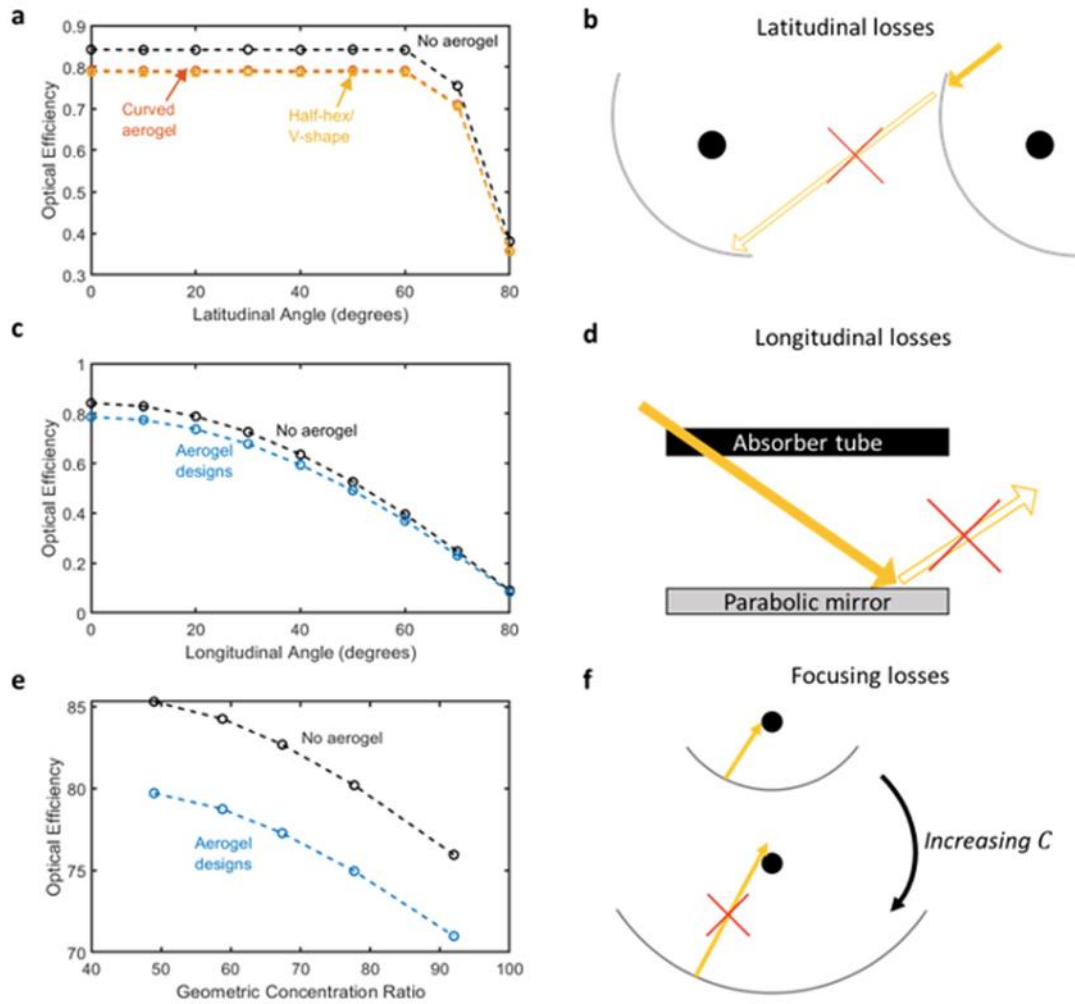 a
Optical Efficiency
0.9
0.8
0.7
0.6
0.5
0.4
0.3
No aerogel
Curved
aerogel
Half-hex/
V-shape
0 20 40 60 80
Latitudinal Angle (degrees)
b
Latitudinal losses
c
Optical Efficiency
1
0.8
0.6
0.4
0.2
0
No aerogel
Aerogel
designs
0 20 40 60 80
Longitudinal Angle (degrees)
d
Longitudinal losses
Absorber tube
Parabolic mirror
e
Optical Efficiency
85
80
75
70
No aerogel
Aerogel
designs
40 50 60 70 80 90 100
Geometric Concentration Ratio
f
Focusing losses
Increasing C